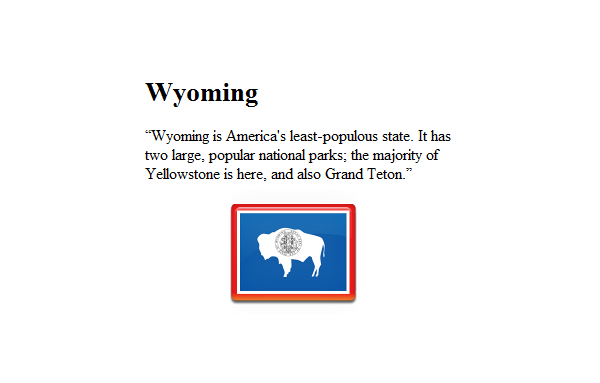 Wyoming
“Wyoming is America's least-populous state. It has
two large, popular national parks; the majority of
Yellowstone is here, and also Grand Teton.”